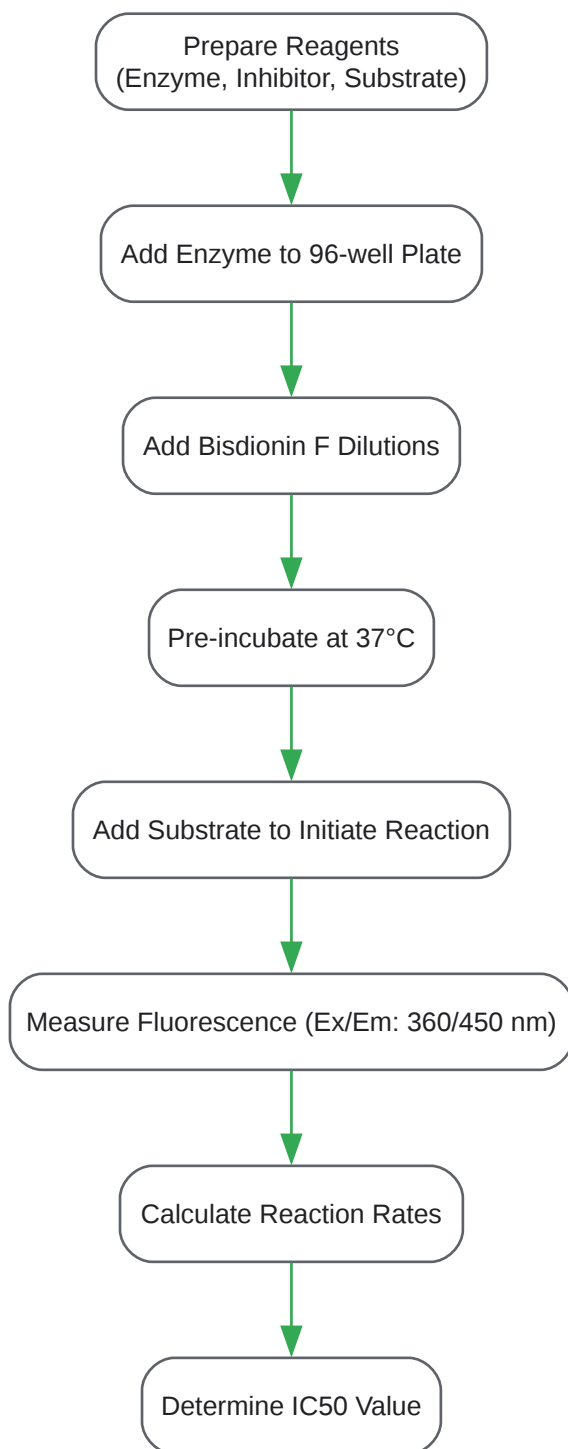 Prepare Reagents
(Enzyme, Inhibitor, Substrate)
Add Enzyme to 96-well Plate
Add Bisdionin F Dilutions
Pre-incubate at 37°C
Add Substrate to Initiate Reaction
Measure Fluorescence (Ex/Em: 360/450 nm)
Calculate Reaction Rates
Determine IC50 Value